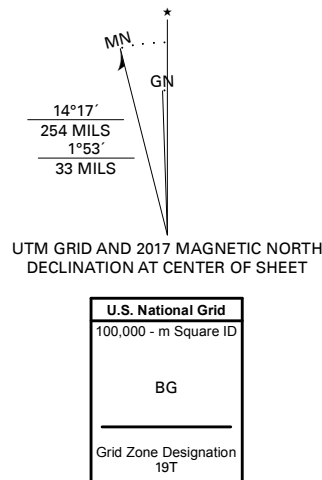 ★
MN
GN
14°17´
254 MILS
1°53´
33 MILS
UTM GRID AND 2017 MAGNETIC NORTH
DECLINATION AT CENTER OF SHEET
U.S. National Grid
100,000 - m Square ID
BG
Grid Zone Designation
19T